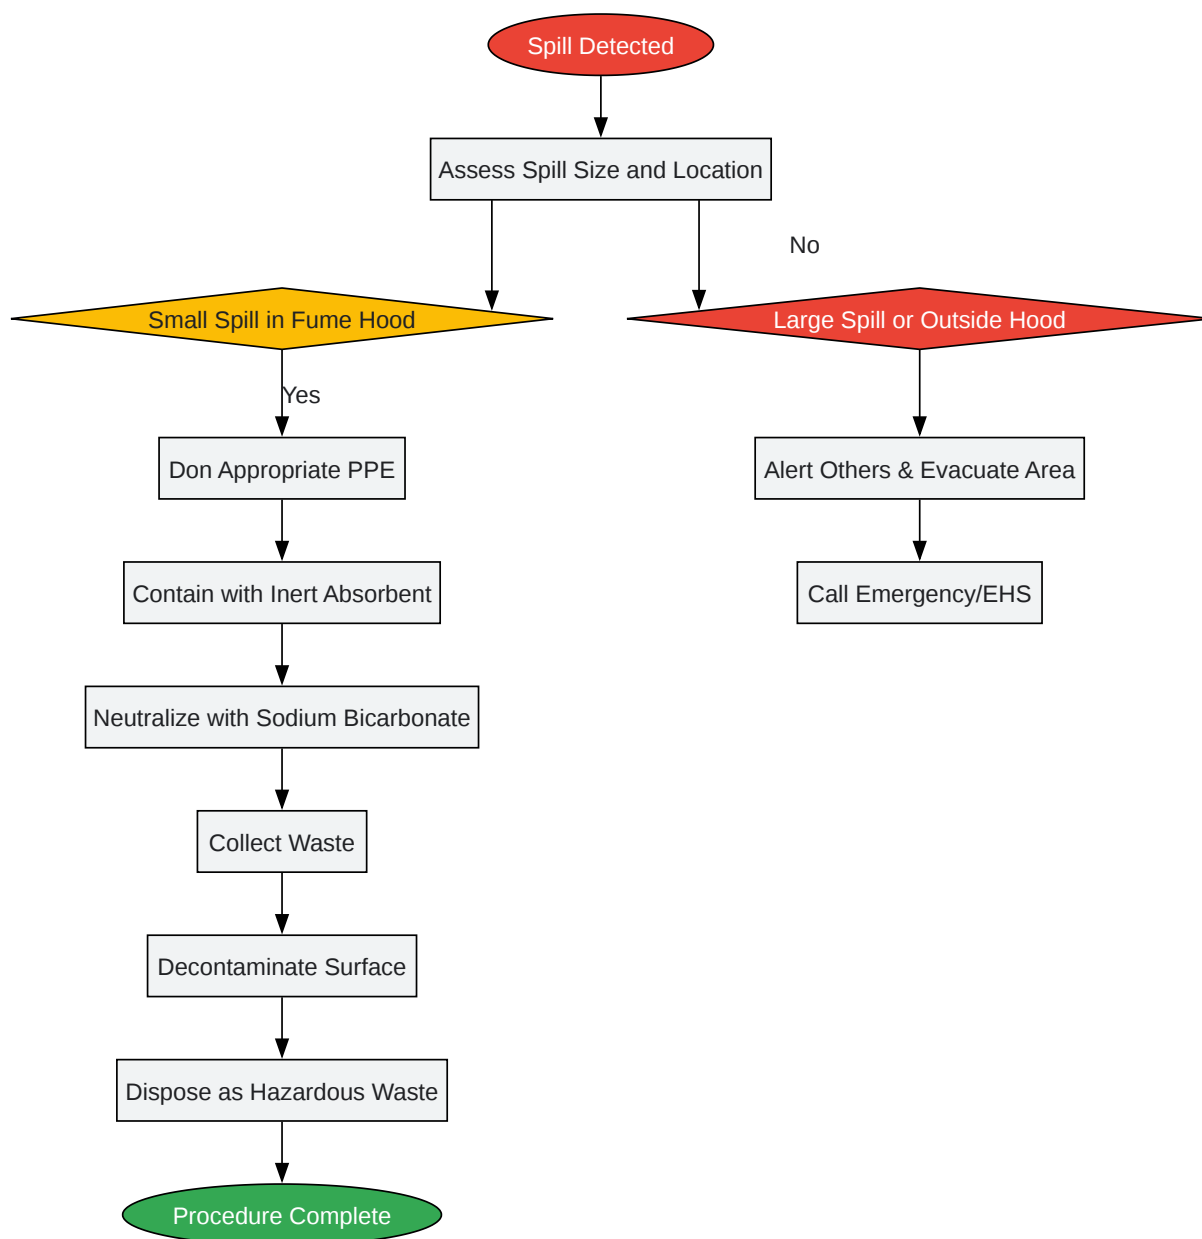 Spill Detected
Assess Spill Size and Location
No
Small Spill in Fume Hood
Large Spill or Outside Hood
Yes
Don Appropriate PPE
Alert Others & Evacuate Area
Contain with Inert Absorbent
Call Emergency/EHS
Neutralize with Sodium Bicarbonate
Collect Waste
Decontaminate Surface
Dispose as Hazardous Waste
Procedure Complete